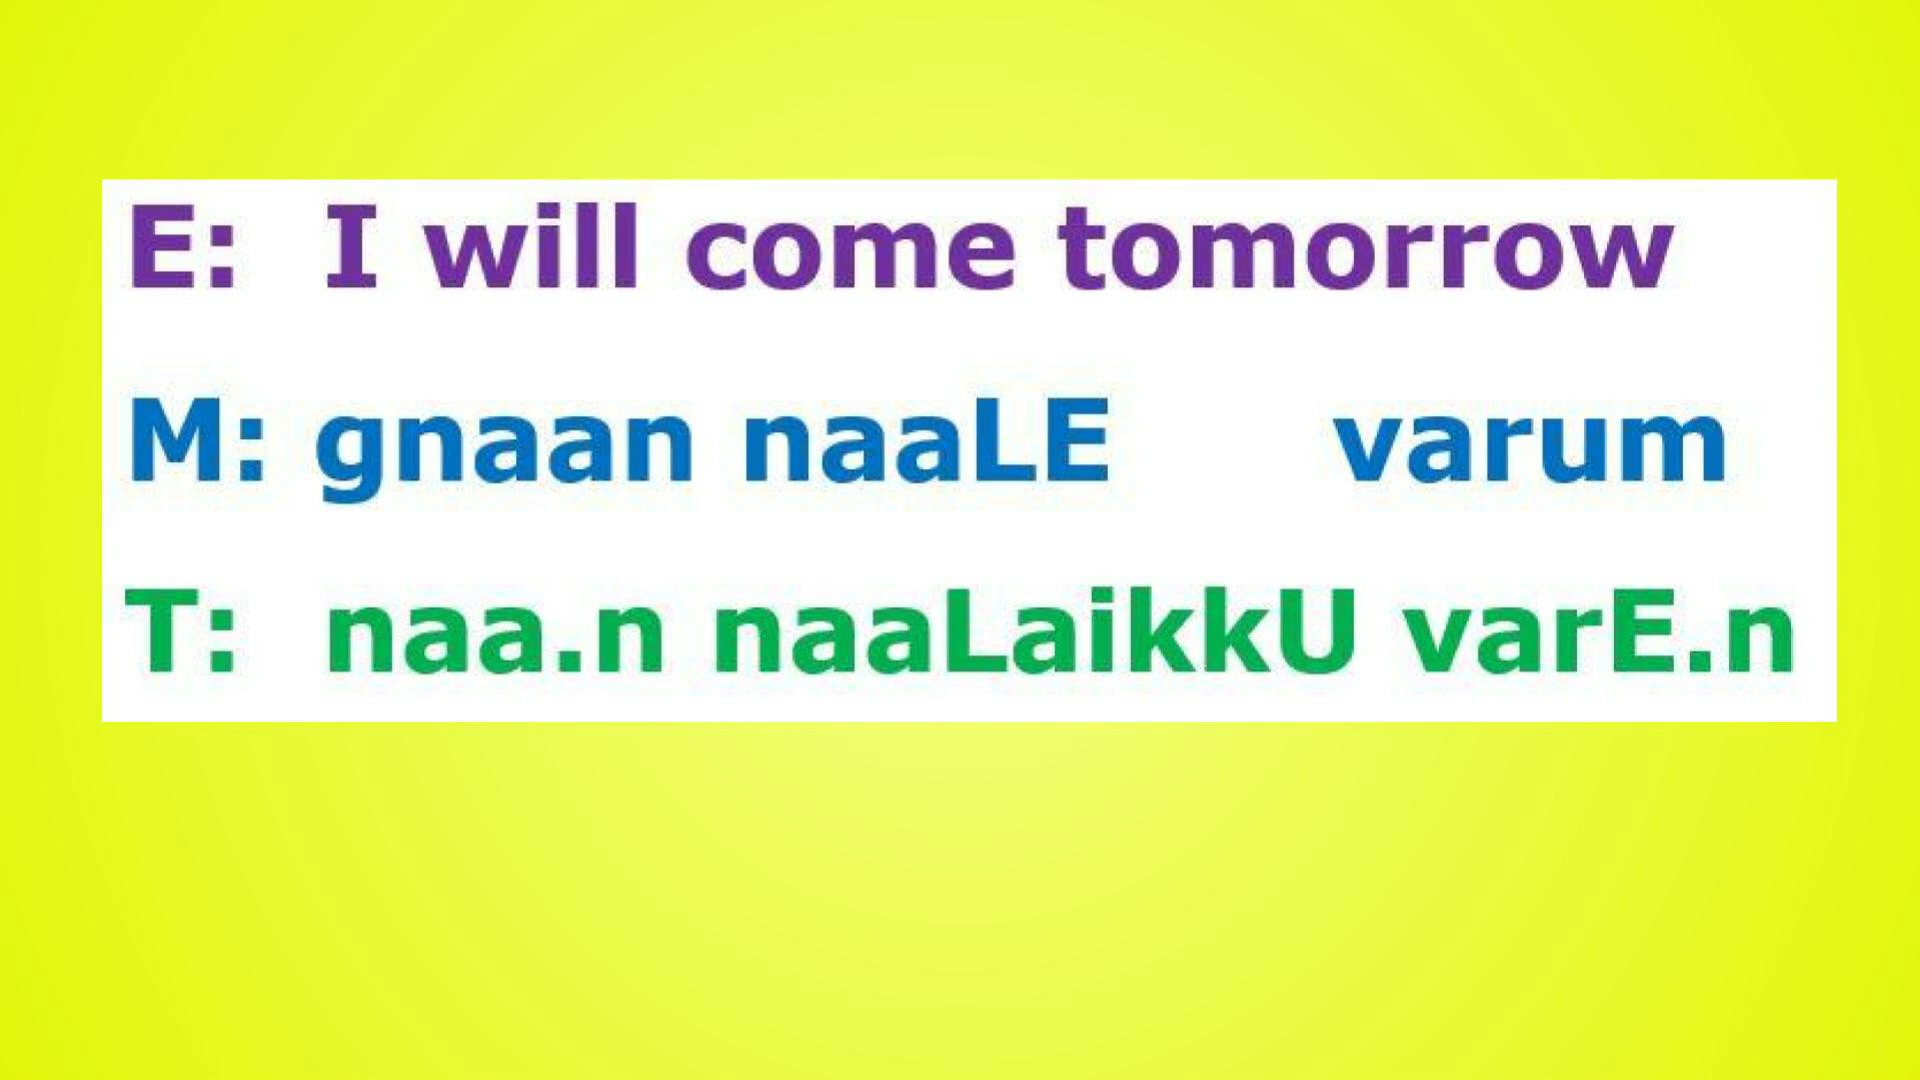 E: I will come tomorrow
M: gnaan naaLE varum
T: naa.n naaLaikkU varE.n